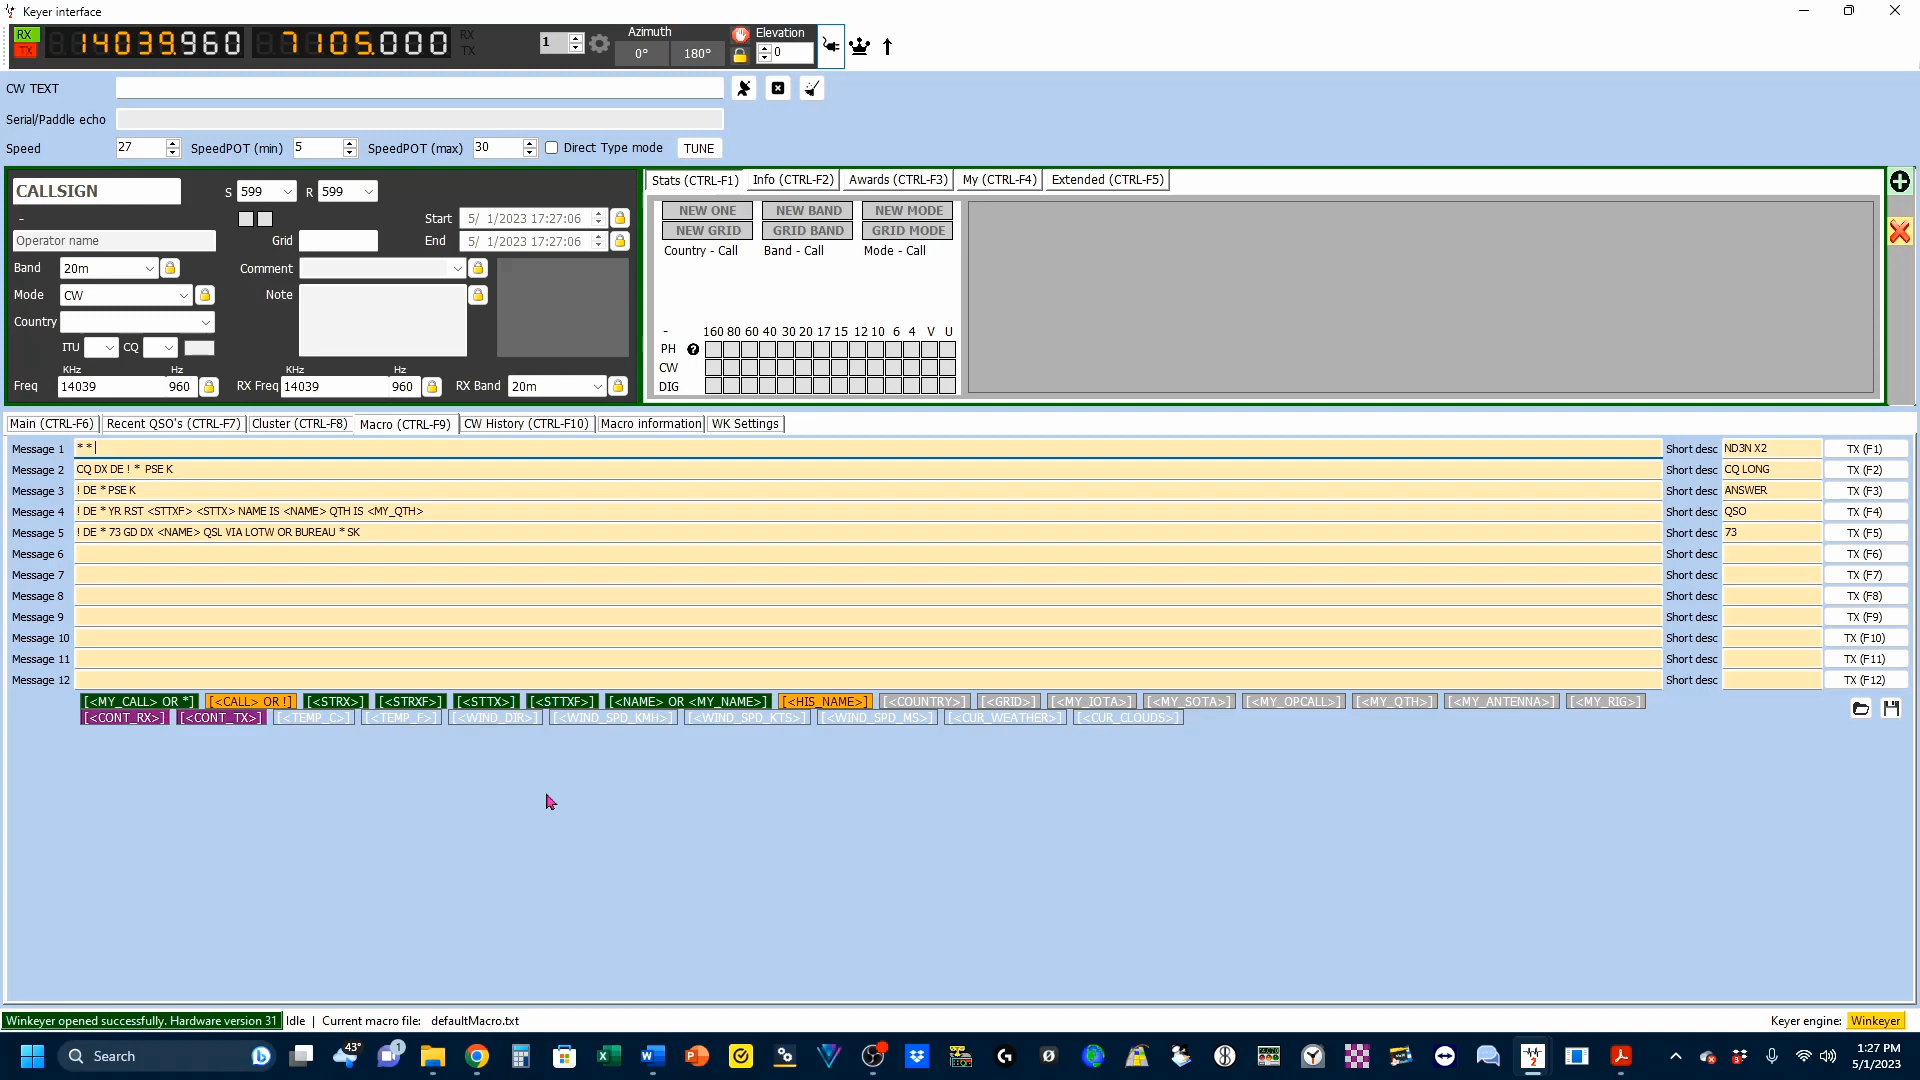 Keyer interface
RX TX 14039.960 7105.000 RX TX 1 Azimuth 0° 180° Elevation 0
CW TEXT
Serial/Paddle echo
Speed 27 SpeedPOT (min) 5 SpeedPOT (max) 30 Direct Type mode TUNE
CALLSIGN S 599 R 599
- Start 5/ 1/2023 17:27:06
Operator name Grid End 5/ 1/2023 17:27:06
Band 20m Comment
Mode CW Note
Country
ITU CQ
KHz Hz KHz Hz
Freq 14039 960 RX Freq 14039 960 RX Band 20m
Stats (CTRL-F1) Info (CTRL-F2) Awards (CTRL-F3) My (CTRL-F4) Extended (CTRL-F5)
NEW ONE NEW BAND NEW MODE
NEW GRID GRID BAND GRID MODE
Country - Call Band - Call Mode - Call
- 160 80 60 40 30 20 17 15 12 10 6 4 V U
PH
CW
DIG
Main (CTRL-F6) Recent QSO's (CTRL-F7) Cluster (CTRL-F8) Macro (CTRL-F9) CW History (CTRL-F10) Macro information WK Settings
Message 1 * * Short desc ND3N X2 TX (F1)
Message 2 CQ DX DE ! * PSE K Short desc CQ LONG TX (F2)
Message 3 ! DE * PSE K Short desc ANSWER TX (F3)
Message 4 ! DE * YR RST <STTXF> <STTX> NAME IS <NAME> QTH IS <MY_QTH> Short desc QSO TX (F4)
Message 5 ! DE * 73 GD DX <NAME> QSL VIA LOTW OR BUREAU * SK Short desc 73 TX (F5)
Message 6 Short desc TX (F6)
Message 7 Short desc TX (F7)
Message 8 Short desc TX (F8)
Message 9 Short desc TX (F9)
Message 10 Short desc TX (F10)
Message 11 Short desc TX (F11)
Message 12 Short desc TX (F12)
[<MY_CALL> OR *] [<CALL> OR !] [<STRX>] [<STRXF>] [<STTX>] [<STTXF>] [<NAME> OR <MY_NAME>] [<HIS_NAME>] [<COUNTRY>] [<GRID>] [<MY_IOTA>] [<MY_SOTA>] [<MY_OPCALL>] [<MY_QTH>] [<MY_ANTENNA>] [<MY_RIG>]
[<CONT_RX>] [<CONT_TX>] [<TEMP_C>] [<TEMP_F>] [<WIND_DIR>] [<WIND_SPD_KMH>] [<WIND_SPD_KTS>] [<WIND_SPD_MS>] [<CUR_WEATHER>] [<CUR_CLOUDS>]
Winkeyer opened successfully. Hardware version 31 Idle | Current macro file: defaultMacro.txt Keyer engine: Winkeyer
Search 43° 1 1:27 PM
5/1/2023